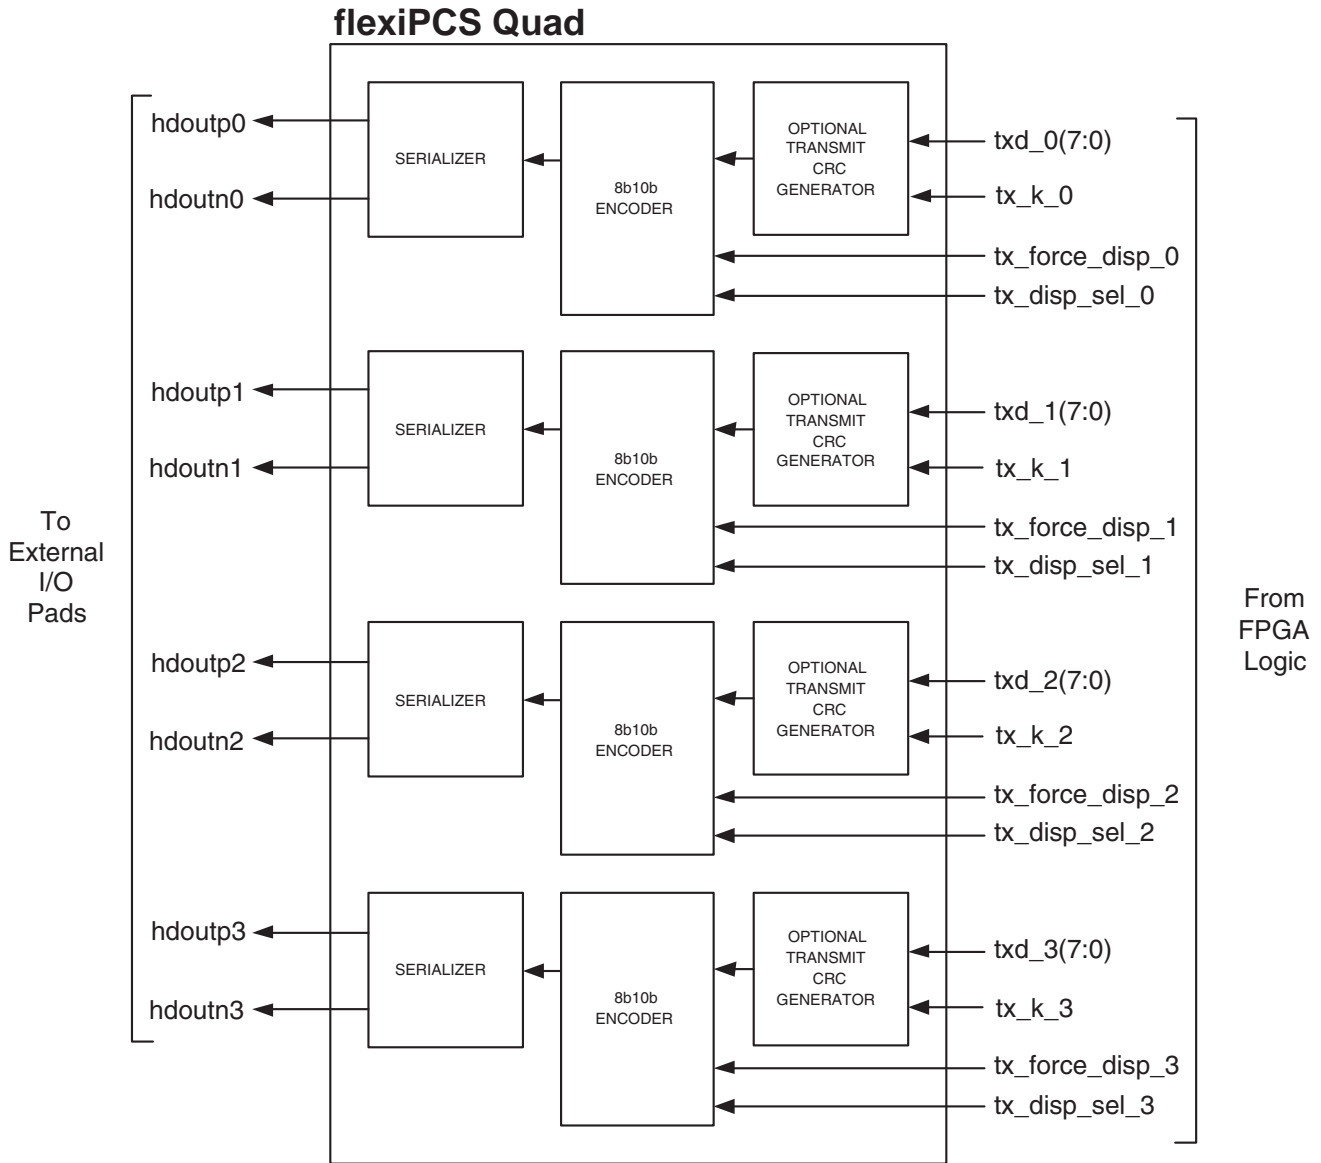 flexiPCS Quad
hdoutp0
hdoutn0
SERIALIZER
8b10b
ENCODER
OPTIONAL
TRANSMIT
CRC
GENERATOR
txd_0(7:0)
tx_k_0
tx_force_disp_0
tx_disp_sel_0
hdoutp1
hdoutn1
SERIALIZER
8b10b
ENCODER
OPTIONAL
TRANSMIT
CRC
GENERATOR
txd_1(7:0)
tx_k_1
tx_force_disp_1
tx_disp_sel_1
To
External
I/O
Pads
From
FPGA
Logic
hdoutp2
hdoutn2
SERIALIZER
8b10b
ENCODER
OPTIONAL
TRANSMIT
CRC
GENERATOR
txd_2(7:0)
tx_k_2
tx_force_disp_2
tx_disp_sel_2
hdoutp3
hdoutn3
SERIALIZER
8b10b
ENCODER
OPTIONAL
TRANSMIT
CRC
GENERATOR
txd_3(7:0)
tx_k_3
tx_force_disp_3
tx_disp_sel_3